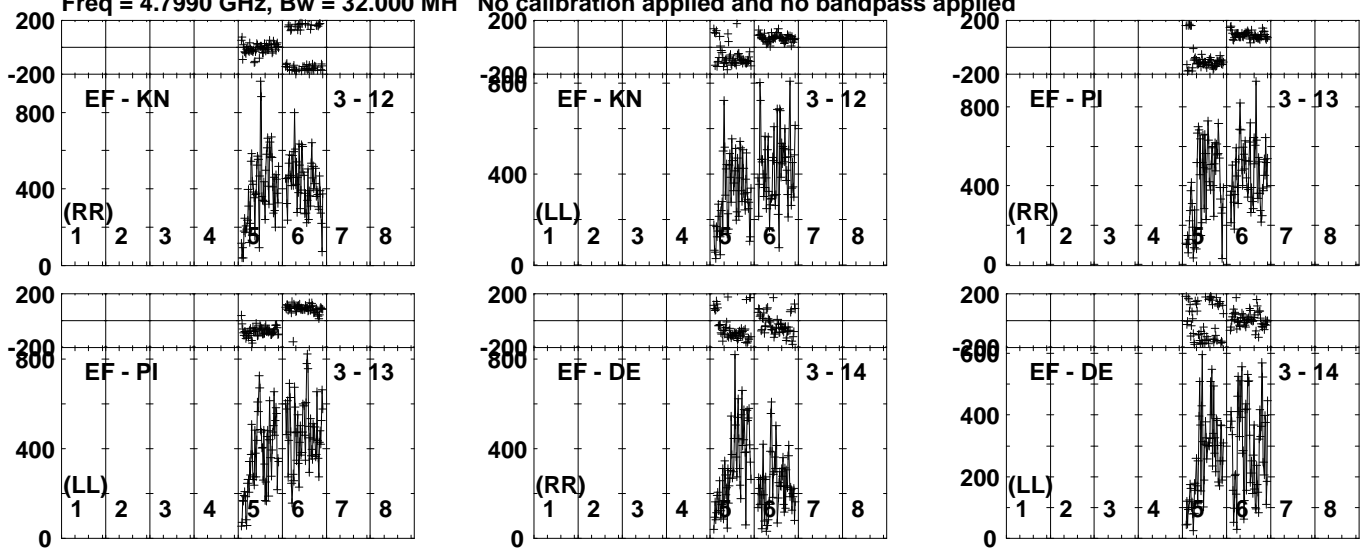 Freq = 4.7990 GHz, Bw = 32.000 MH No calibration applied and no bandpass applied
200
-200
800
400
0
EF - KN 3 - 12
(RR)
1 2 3 4 5 6 7 8
200
-200
800
400
0
EF - KN 3 - 12
(LL)
1 2 3 4 5 6 7 8
200
-200
800
400
0
EF - PI 3 - 13
(RR)
1 2 3 4 5 6 7 8
200
-200
800
400
0
EF - PI 3 - 13
(LL)
1 2 3 4 5 6 7 8
200
-200
800
400
0
EF - DE 3 - 14
(RR)
1 2 3 4 5 6 7 8
200
-200
600
400
200
0
EF - DE 3 - 14
(LL)
1 2 3 4 5 6 7 8